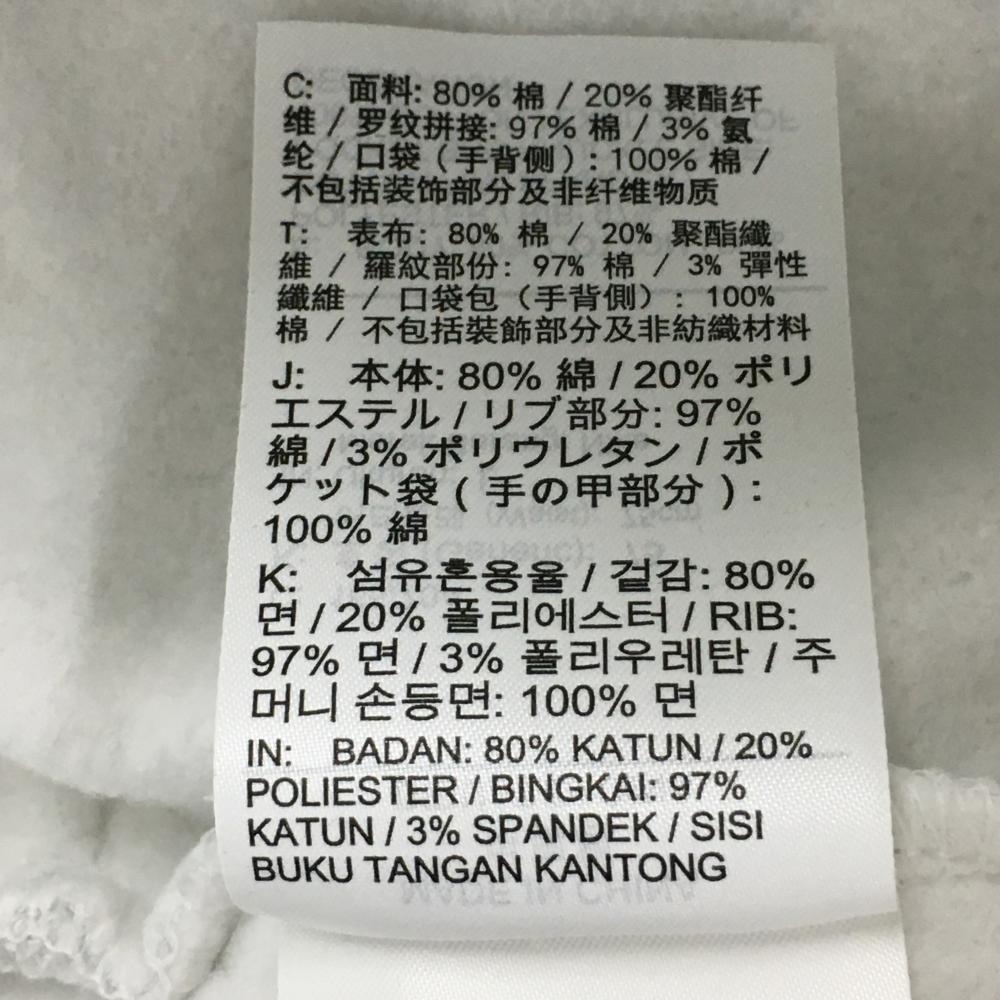 C: 面料: 80% 棉 / 20% 聚酯纤
维 / 罗纹拼接: 97% 棉 / 3% 氨
纶 / 口袋 ( 手背侧 ) : 100% 棉 /
不包括装饰部分及非纤维物质
T: 表布: 80% 棉 / 20% 聚酯纖
維 / 羅紋部份: 97% 棉 / 3% 彈性
纖維 / 口袋包 (手背側) : 100%
棉 / 不包括裝飾部分及非紡織材料
J: 本体: 80% 綿 / 20% ポリ
エステル / リブ部分: 97%
綿 / 3% ポリウレタン / ポ
ケット袋 ( 手の甲部分 ) :
100% 綿
K: 섬유혼용율 / 겉감: 80%
면 / 20% 폴리에스터 / RIB:
97% 면 / 3% 폴리우레탄 / 주
머니 손등면: 100% 면
IN: BADAN: 80% KATUN / 20%
POLIESTER / BINGKAI: 97%
KATUN / 3% SPANDEK / SISI
BUKU TANGAN KANTONG